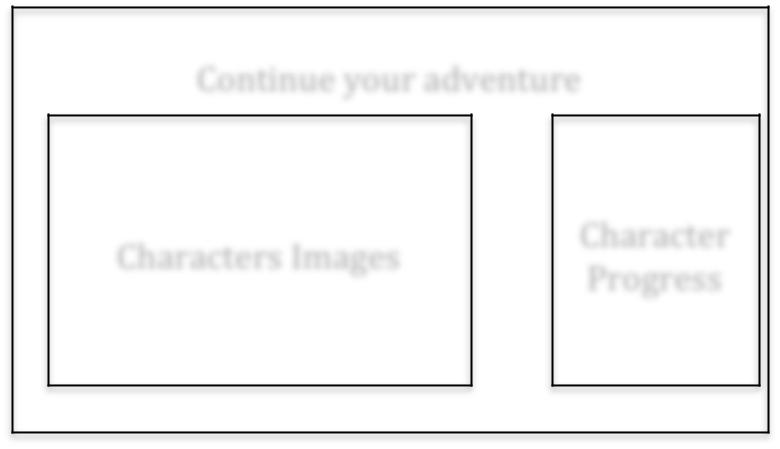 Continue your adventure
Characters Images
Character
Progress